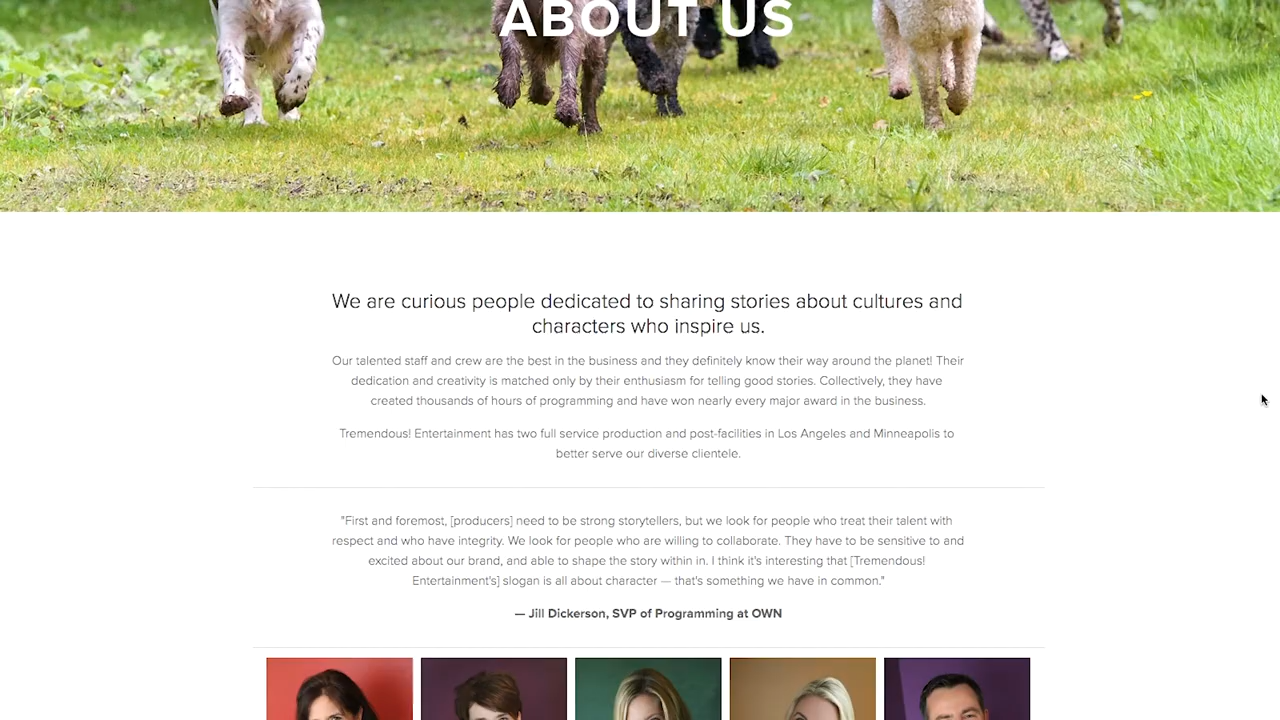 ABOUT US
We are curious people dedicated to sharing stories about cultures and
characters who inspire us.
Our talented staff and crew are the best in the business and they definitely know their way around the planet! Their
dedication and creativity is matched only by their enthusiasm for telling good stories. Collectively, they have
created thousands of hours of programming and have won nearly every major award in the business.
Tremendous! Entertainment has two full service production and post-facilities in Los Angeles and Minneapolis to
better serve our diverse clientele.
"First and foremost, [producers] need to be strong storytellers, but we look for people who treat their talent with
respect and who have integrity. We look for people who are willing to collaborate. They have to be sensitive to and
excited about our brand, and able to shape the story within in. I think it's interesting that [Tremendous!
Entertainment's] slogan is all about character — that's something we have in common."
— Jill Dickerson, SVP of Programming at OWN